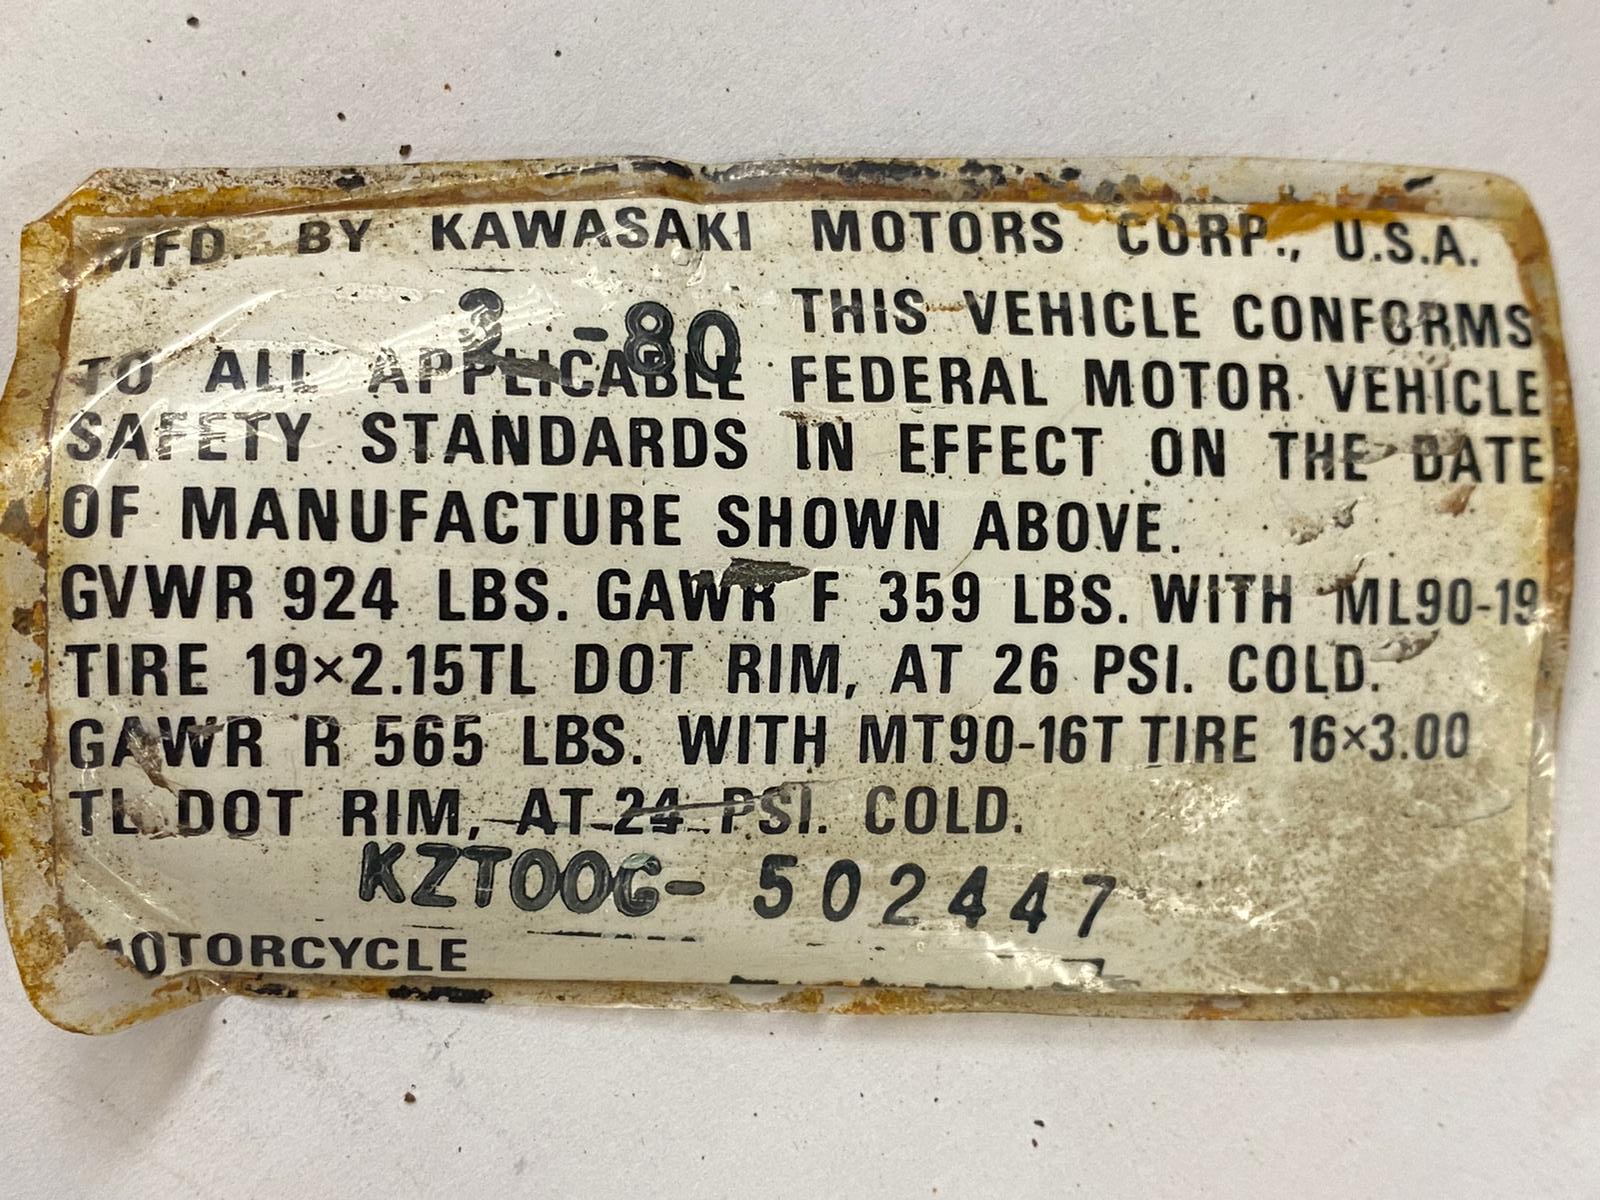 MFD. BY KAWASAKI MOTORS CORP., U.S.A.
3 -80 THIS VEHICLE CONFORMS
TO ALL APPLICABLE FEDERAL MOTOR VEHICLE
SAFETY STANDARDS IN EFFECT ON THE DATE
OF MANUFACTURE SHOWN ABOVE.
GVWR 924 LBS. GAWR F 359 LBS. WITH ML90-19
TIRE 19×2.15TL DOT RIM, AT 26 PSI. COLD.
GAWR R 565 LBS. WITH MT90-16T TIRE 16×3.00
TL DOT RIM, AT 24 PSI. COLD.
KZT00C- 502447
MOTORCYCLE